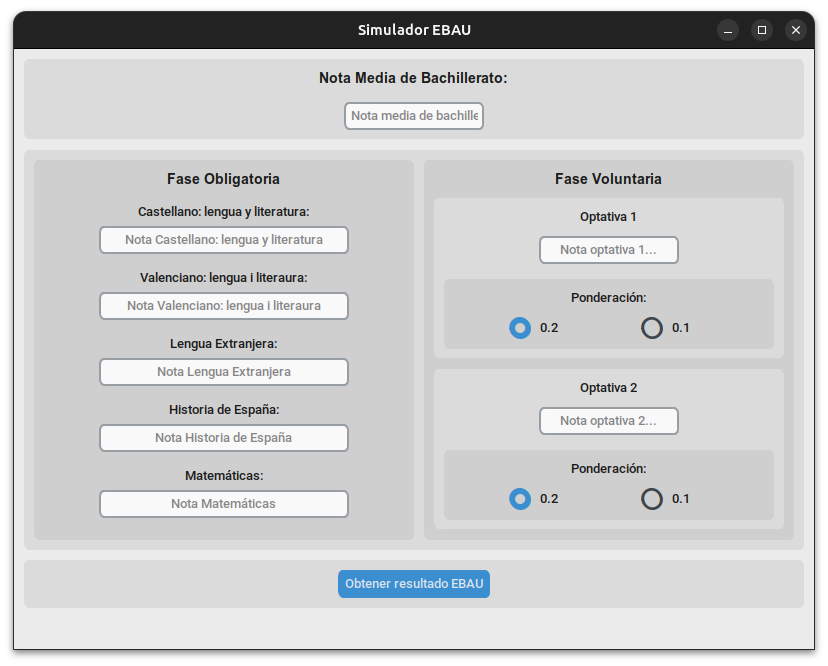 Simulador EBAU
Nota Media de Bachillerato:
Nota media de bachille
Fase Obligatoria
Castellano: lengua y literatura:
Nota Castellano: lengua y literatura
Valenciano: lengua i literaura:
Nota Valenciano: lengua i literaura
Lengua Extranjera:
Nota Lengua Extranjera
Historia de España:
Nota Historia de España
Matemáticas:
Nota Matemáticas
Fase Voluntaria
Optativa 1
Nota optativa 1...
Ponderación:
0.2 0.1
Optativa 2
Nota optativa 2...
Ponderación:
0.2 0.1
Obtener resultado EBAU